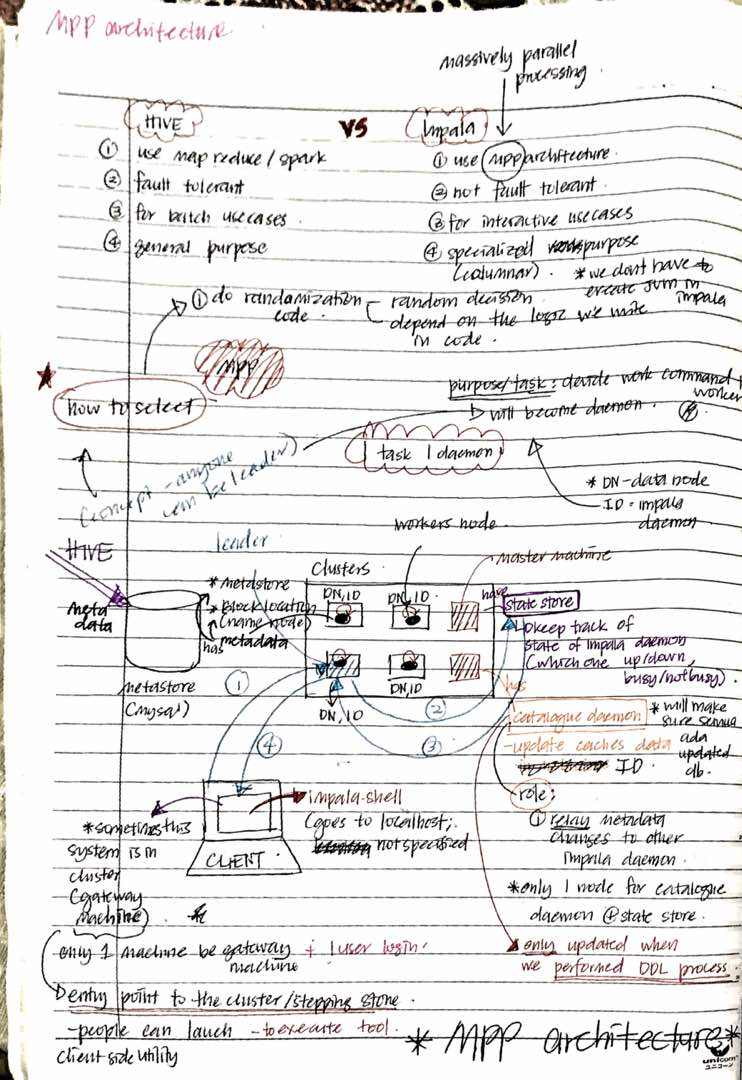 MPP architecture
massively parallel
processing.
HIVE
VS
Impala
① use map reduce / spark
② fault tolerant
③ for batch usecases.
④ general purpose
① use MPP architecture.
② not fault tolerant.
③ for interactive usecases
④ specialized purpose
(columnar).
* we dont have to
create JVM in
impala
① do randomization
code.
random decision.
depend on the logic we write
in code.
MPP
how to select
purpose/task: decide work command
worker
will become daemon.
1 task 1 daemon
(concept - anyone
can be leader)
* DN - data node
ID = impala
daemon
HIVE
leader
workers node.
master machine
Clusters
meta
data
* metastore
* Block location
(name node)
has metadata
metastore
(mysql)
DN, ID
DN, ID
DN, ID
DN, ID
have
state store
keep track of
state of impala daemon
(which one up/down,
busy/not busy).
has
①
②
③
④
catalogue daemon
- update caches data
ID.
* will make
sure semua
ada
updated
db.
role:
① relay metadata
changes to other
impala daemon.
* only 1 node for catalogue
daemon & state store.
only updated when
we performed DDL process.
impala-shell
(goes to localhost;
not specified
CLIENT
* sometimes this
system is in
cluster
(gateway
machine)
only 1 machine be gateway + 1 user login.
machine
entry point to the cluster/stepping stone.
- people can lauch - to execute tool.
client side utility
* MPP architecture *
unicorn
ユニコーン